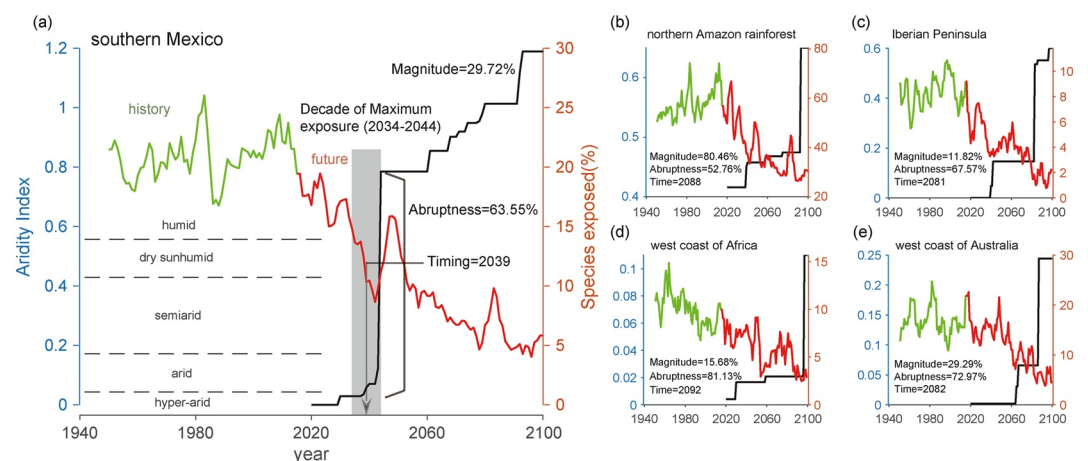 (a)
southern Mexico
1.2
1
0.8
0.6
0.4
0.2
0
Aridity Index
30
25
20
15
10
5
0
Species exposed(%)
1940
1980
2020
2060
2100
year
history
future
Magnitude=29.72%
Decade of Maximum
exposure (2034-2044)
Abruptness=63.55%
Timing=2039
humid
dry sunhumid
semiarid
arid
hyper-arid
(b)
northern Amazon rainforest
0.6
0.5
0.4
80
60
40
20
Magnitude=80.46%
Abruptness=52.76%
Time=2088
1940
1980
2020
2060
2100
(c)
Iberian Peninsula
0.6
0.4
0.2
0
10
8
6
4
2
0
Magnitude=11.82%
Abruptness=67.57%
Time=2081
1940
1980
2020
2060
2100
(d)
west coast of Africa
0.1
0.08
0.06
0.04
0.02
0
15
10
5
0
Magnitude=15.68%
Abruptness=81.13%
Time=2092
1940
1980
2020
2060
2100
(e)
west coast of Australia
0.25
0.2
0.15
0.1
0.05
0
30
20
10
0
Magnitude=29.29%
Abruptness=72.97%
Time=2082
1940
1980
2020
2060
2100